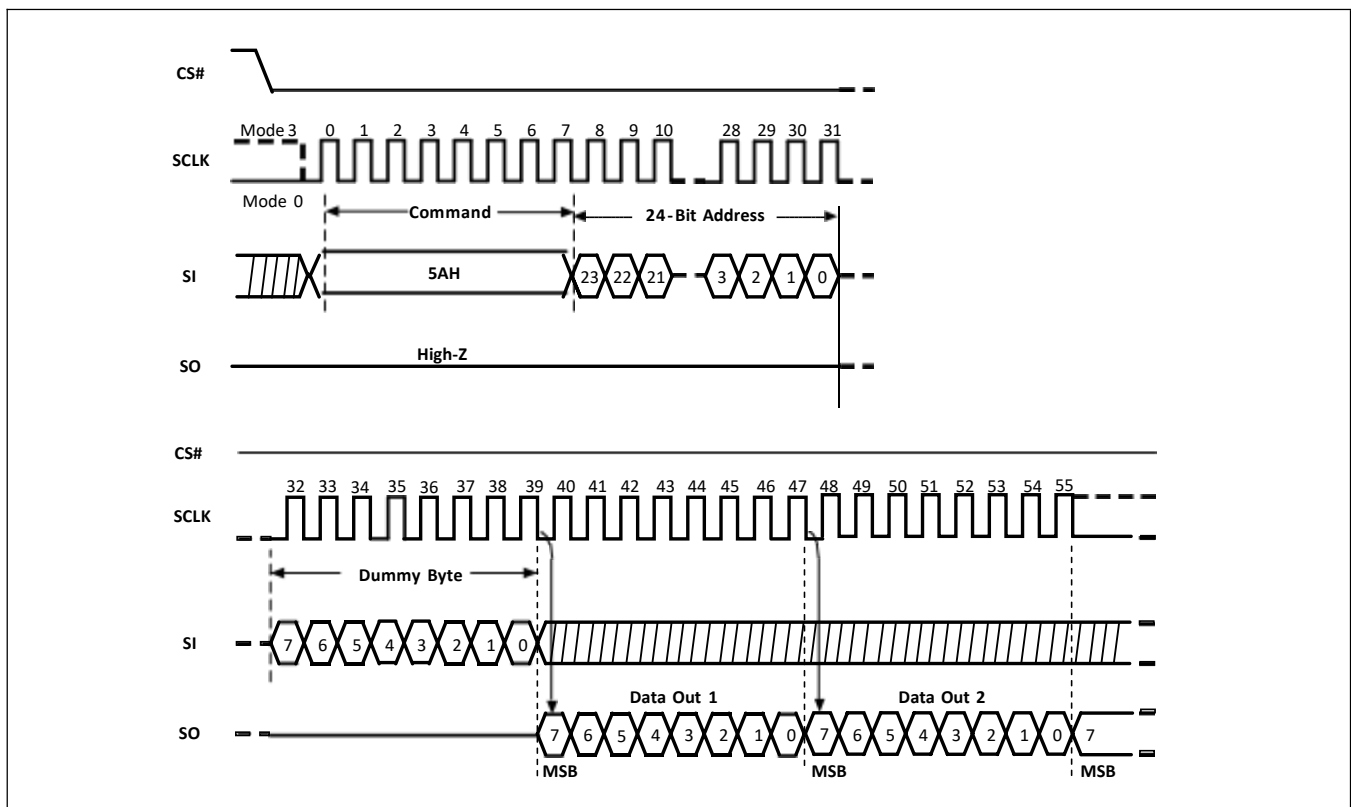 CS#
Mode 3 0 1 2 3 4 5 6 7 8 9 10 28 29 30 31
SCLK
Mode 0
Command 24-Bit Address
SI 5AH 23 22 21 3 2 1 0
High-Z
SO
CS#
32 33 34 35 36 37 38 39 40 41 42 43 44 45 46 47 48 49 50 51 52 53 54 55
SCLK
Dummy Byte
SI 7 6 5 4 3 2 1 0
Data Out 1 Data Out 2
SO 7 6 5 4 3 2 1 0 7 6 5 4 3 2 1 0 7
MSB MSB MSB